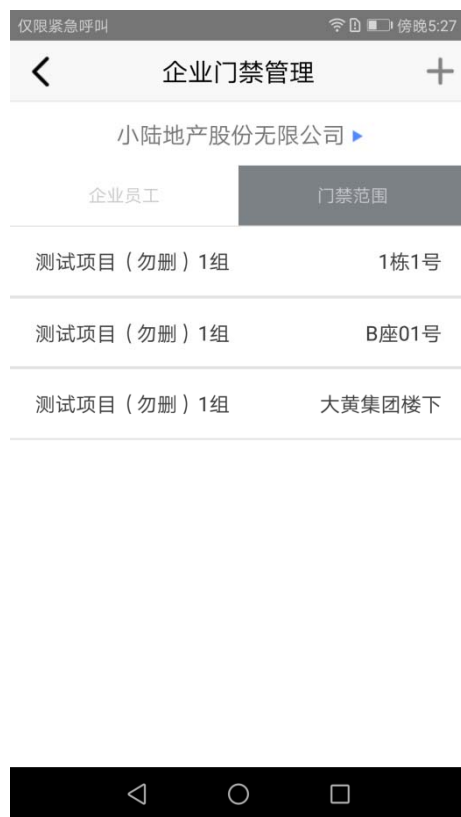 仅限紧急呼叫 傍晚5:27
企业门禁管理
小陆地产股份无限公司
企业员工 门禁范围
测试项目（勿删）1组 1栋1号
测试项目（勿删）1组 B座01号
测试项目（勿删）1组 大黄集团楼下